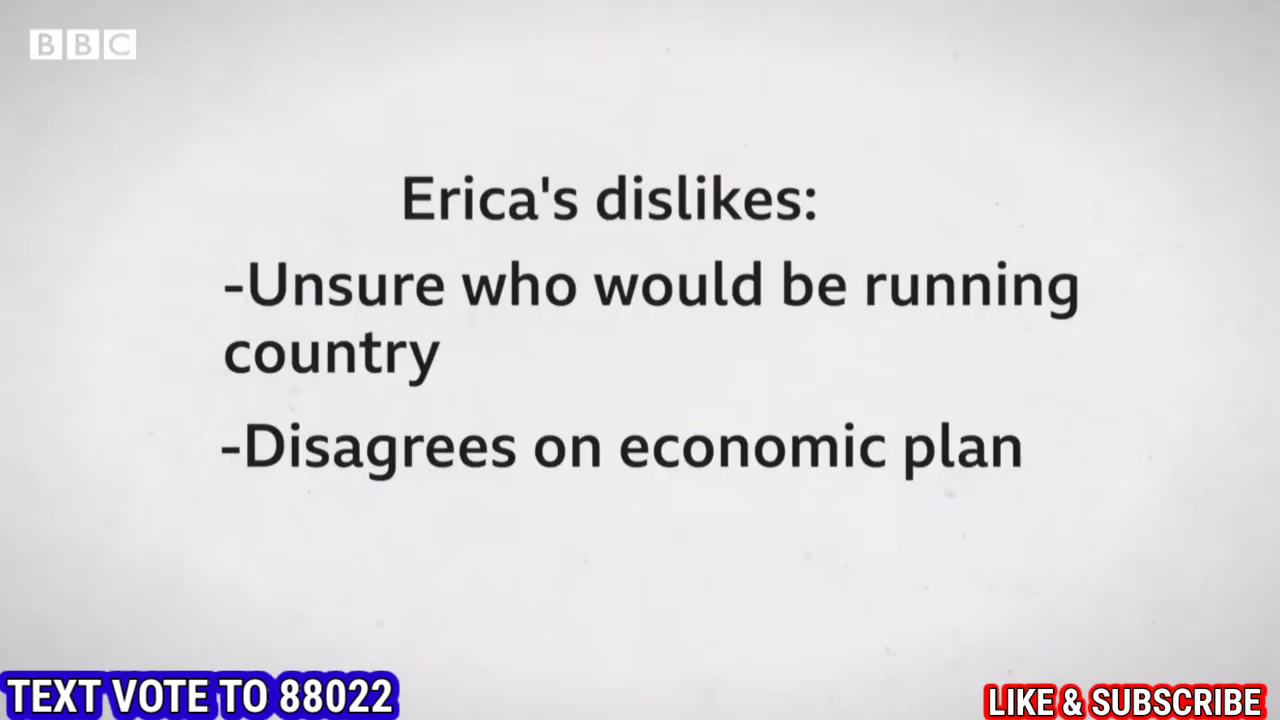 BBC
Erica's dislikes:
-Unsure who would be running
country
-Disagrees on economic plan
TEXT VOTE TO 88022
LIKE & SUBSCRIBE